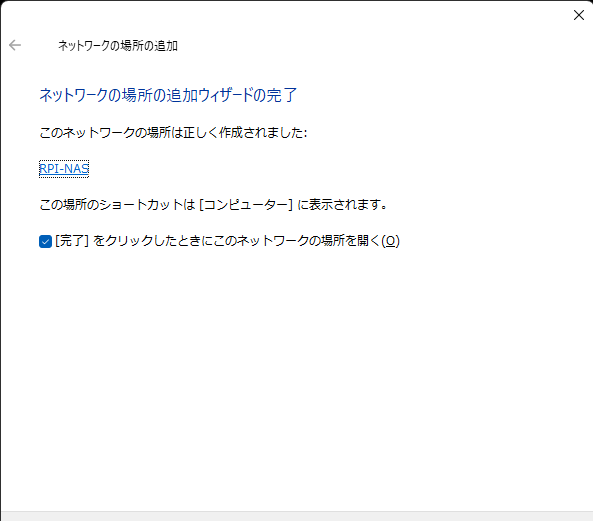 ネットワークの場所の追加
ネットワークの場所の追加ウィザードの完了
このネットワークの場所は正しく作成されました:
RPI-NAS
この場所のショートカットは [コンピューター] に表示されます。
[完了] をクリックしたときにこのネットワークの場所を開く(O)